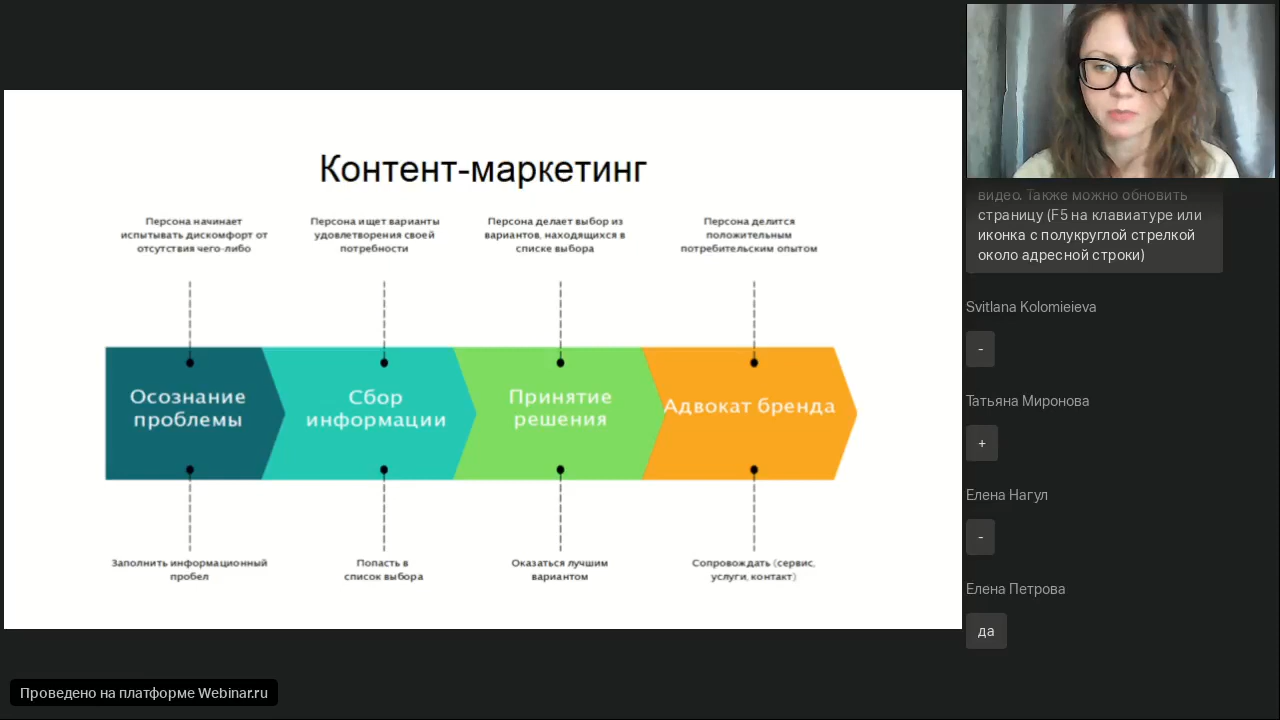 Контент-маркетинг
Персона начинает
испытывать дискомфорт от
отсутствия чего-либо
Персона ищет варианты
удовлетворения своей
потребности
Персона делает выбор из
вариантов, находящихся в
списке выбора
Персона делится
положительным
потребительским опытом
Осознание
проблемы
Сбор
информации
Принятие
решения
Адвокат бренда
Заполнить информационный
пробел
Попасть в
список выбора
Оказаться лучшим
вариантом
Сопровождать (сервис,
услуги, контакт)
видео. Также можно обновить
страницу (F5 на клавиатуре или
иконка с полукруглой стрелкой
около адресной строки)
Svitlana Kolomieieva
-
Татьяна Миронова
+
Елена Нагул
-
Елена Петрова
да
Проведено на платформе Webinar.ru